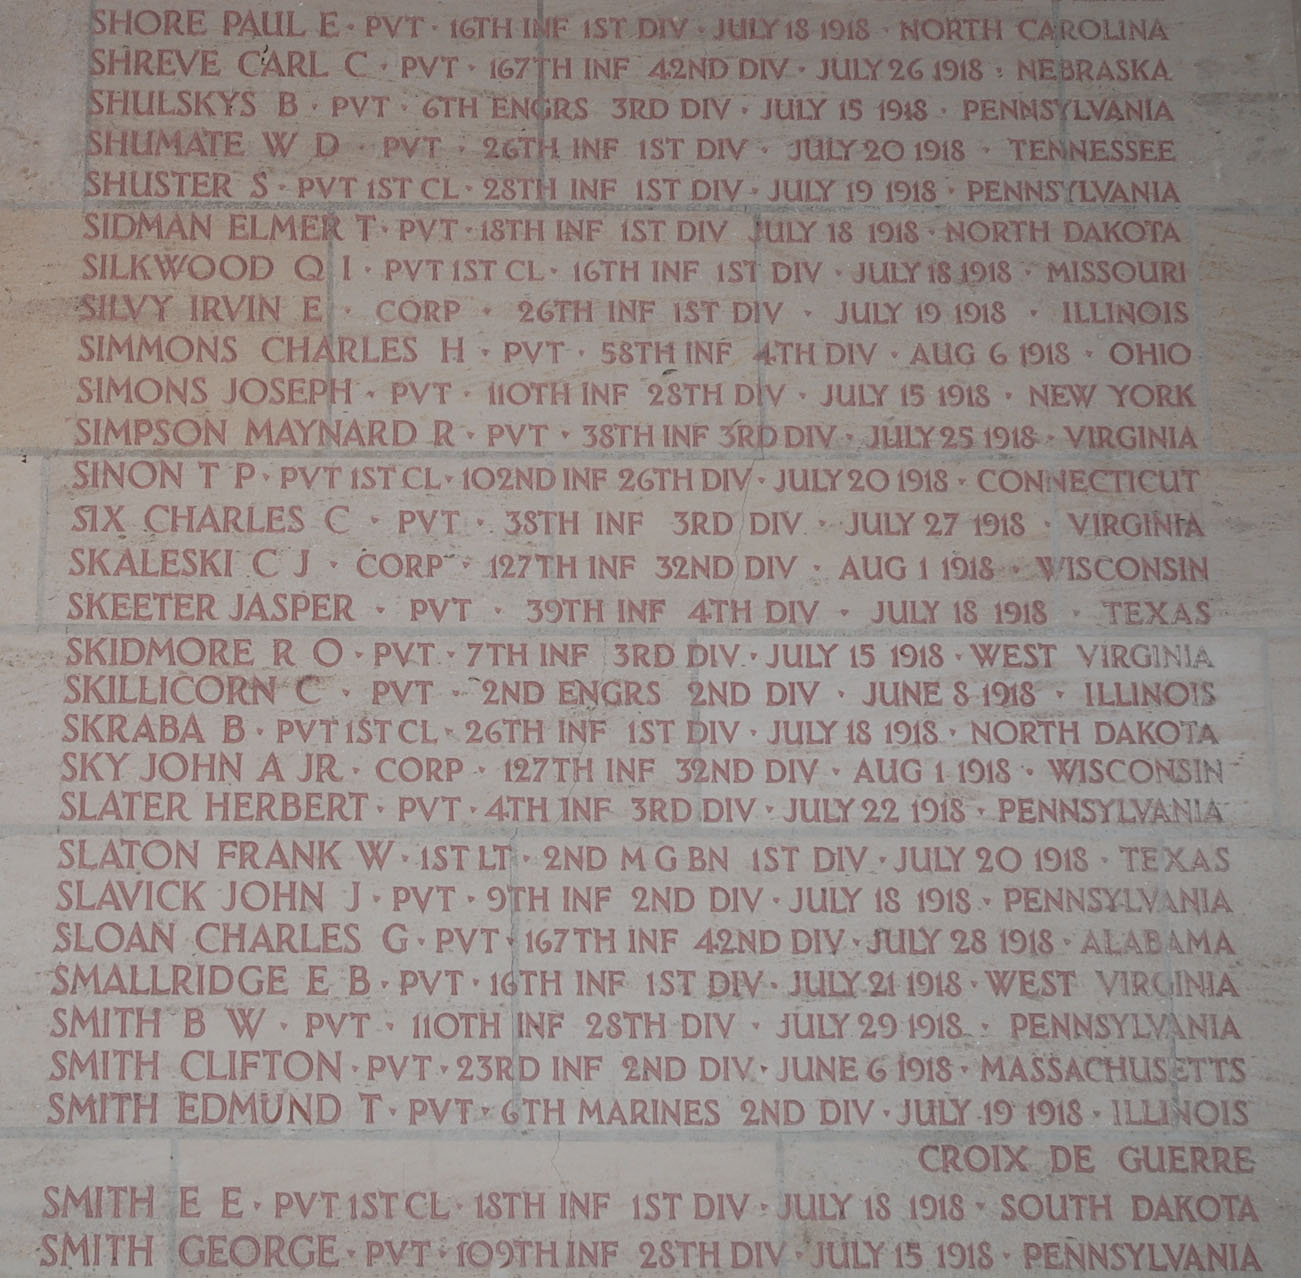 SHORE PAUL E · PVT · 16TH INF 1ST DIV · JULY 18 1918 · NORTH CAROLINA
SHREVE CARL C · PVT · 167TH INF 42ND DIV · JULY 26 1918 · NEBRASKA
SHULSKYS B · PVT · 6TH ENGRS 3RD DIV · JULY 15 1918 · PENNSYLVANIA
SHUMATE W D · PVT · 26TH INF 1ST DIV · JULY 20 1918 · TENNESSEE
SHUSTER S · PVT 1ST CL · 28TH INF 1ST DIV · JULY 19 1918 · PENNSYLVANIA
SIDMAN ELMER T · PVT · 18TH INF 1ST DIV JULY 18 1918 · NORTH DAKOTA
SILKWOOD Q I · PVT 1ST CL · 16TH INF 1ST DIV · JULY 18 1918 · MISSOURI
SILVY IRVIN E · CORP · 26TH INF 1ST DIV · JULY 19 1918 · ILLINOIS
SIMMONS CHARLES H · PVT · 58TH INF 4TH DIV · AUG 6 1918 · OHIO
SIMONS JOSEPH · PVT · 110TH INF 28TH DIV · JULY 15 1918 · NEW YORK
SIMPSON MAYNARD R · PVT · 38TH INF 3RD DIV · JULY 25 1918 · VIRGINIA
SINON T P · PVT 1ST CL · 102ND INF 26TH DIV · JULY 20 1918 · CONNECTICUT
SIX CHARLES C · PVT · 38TH INF 3RD DIV · JULY 27 1918 · VIRGINIA
SKALESKI C J · CORP · 127TH INF 32ND DIV · AUG 1 1918 · WISCONSIN
SKEETER JASPER · PVT · 39TH INF 4TH DIV · JULY 18 1918 · TEXAS
SKIDMORE R O · PVT · 7TH INF 3RD DIV · JULY 15 1918 · WEST VIRGINIA
SKILLICORN C · PVT · 2ND ENGRS 2ND DIV · JUNE 8 1918 · ILLINOIS
SKRABA B · PVT 1ST CL · 26TH INF 1ST DIV · JULY 18 1918 · NORTH DAKOTA
SKY JOHN A JR · CORP · 127TH INF 32ND DIV · AUG 1 1918 · WISCONSIN
SLATER HERBERT · PVT · 4TH INF 3RD DIV · JULY 22 1918 · PENNSYLVANIA
SLATON FRANK W · 1ST LT · 2ND M G BN 1ST DIV · JULY 20 1918 · TEXAS
SLAVICK JOHN J · PVT · 9TH INF 2ND DIV · JULY 18 1918 · PENNSYLVANIA
SLOAN CHARLES G · PVT · 167TH INF 42ND DIV · JULY 28 1918 · ALABAMA
SMALLRIDGE E B · PVT · 16TH INF 1ST DIV · JULY 21 1918 · WEST VIRGINIA
SMITH B W · PVT · 110TH INF 28TH DIV · JULY 29 1918 · PENNSYLVANIA
SMITH CLIFTON · PVT · 23RD INF 2ND DIV · JUNE 6 1918 · MASSACHUSETTS
SMITH EDMUND T · PVT · 6TH MARINES 2ND DIV · JULY 19 1918 · ILLINOIS
CROIX DE GUERRE
SMITH E E · PVT 1ST CL · 18TH INF 1ST DIV · JULY 18 1918 · SOUTH DAKOTA
SMITH GEORGE · PVT · 109TH INF 28TH DIV · JULY 15 1918 · PENNSYLVANIA